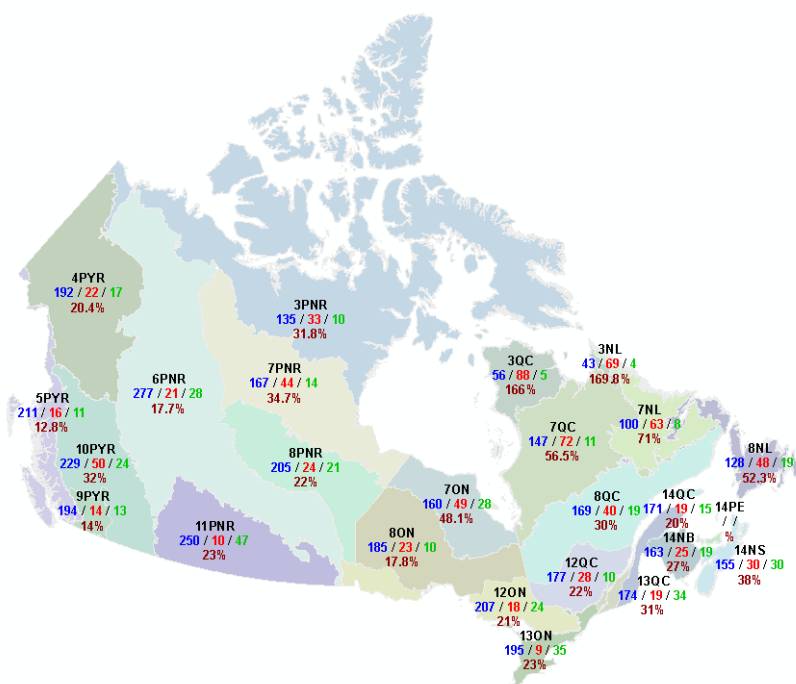 4PYR
192 / 22 / 17
20.4%
3PNR
135 / 33 / 10
31.8%
3NL
43 / 69 / 4
169.8%
3QC
56 / 88 / 5
166%
7PNR
167 / 44 / 14
34.7%
6PNR
277 / 21 / 28
17.7%
5PYR
211 / 16 / 11
12.8%
7NL
100 / 63 / 8
71%
7QC
147 / 72 / 11
56.5%
10PYR
229 / 50 / 24
32%
8PNR
205 / 24 / 21
22%
8NL
128 / 48 / 19
52.3%
9PYR
194 / 14 / 13
14%
7ON
160 / 49 / 28
48.1%
8QC
169 / 40 / 19
30%
14QC
171 / 19 / 15
20%
14PE
/ /
%
11PNR
250 / 10 / 47
23%
8ON
185 / 23 / 10
17.8%
14NB
163 / 25 / 19
27%
14NS
155 / 30 / 30
38%
12QC
177 / 28 / 10
22%
13QC
174 / 19 / 34
31%
12ON
207 / 18 / 24
21%
13ON
195 / 9 / 35
23%